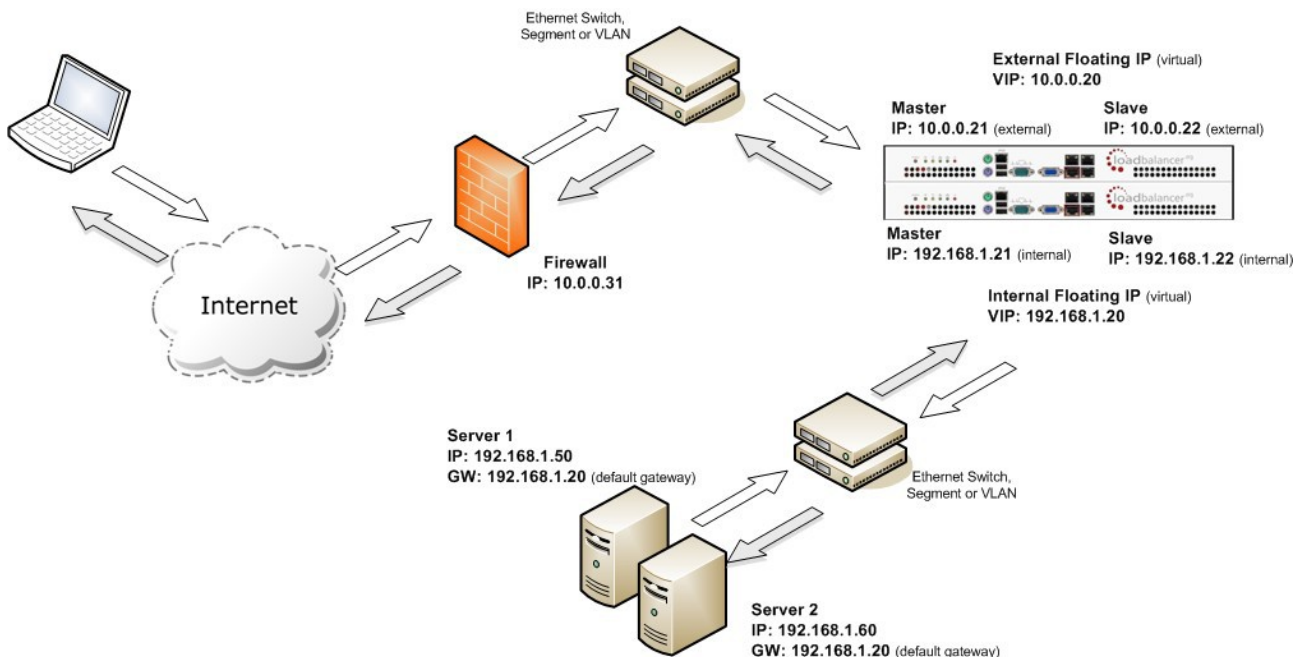 Ethernet Switch,
Segment or VLAN
External Floating IP (virtual)
VIP: 10.0.0.20
Master
IP: 10.0.0.21 (external)
Slave
IP: 10.0.0.22 (external)
loadbalancer
loadbalancer
Master
IP: 192.168.1.21 (internal)
Slave
IP: 192.168.1.22 (internal)
Firewall
IP: 10.0.0.31
Internet
Internal Floating IP (virtual)
VIP: 192.168.1.20
Server 1
IP: 192.168.1.50
GW: 192.168.1.20 (default gateway)
Ethernet Switch,
Segment or VLAN
Server 2
IP: 192.168.1.60
GW: 192.168.1.20 (default gateway)